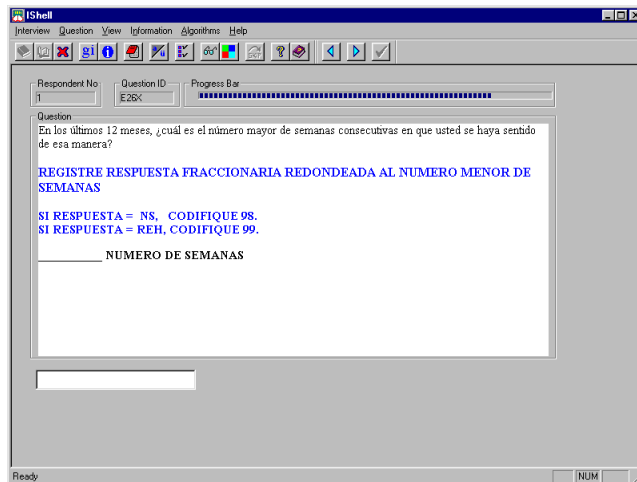 IShell
Interview Question View Information Algorithms Help
gi
Respondent No Question ID Progress Bar
1 E26X
Question
En los últimos 12 meses, ¿cuál es el número mayor de semanas consecutivas en que usted se haya sentido
de esa manera?
REGISTRE RESPUESTA FRACCIONARIA REDONDEADA AL NUMERO MENOR DE
SEMANAS
SI RESPUESTA = NS, CODIFIQUE 98.
SI RESPUESTA = REH, CODIFIQUE 99.
__________ NUMERO DE SEMANAS
Ready NUM